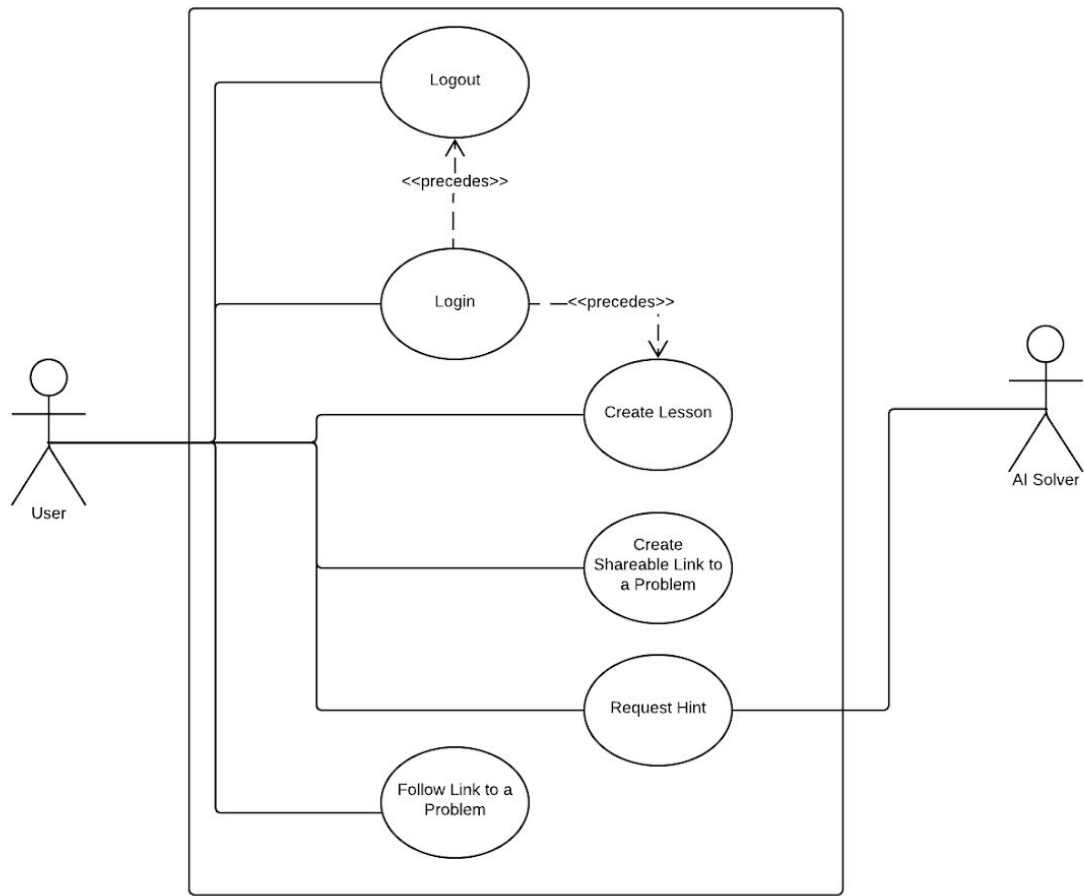 Logout
<<precedes>>
Login
<<precedes>>
Create Lesson
User
AI Solver
Create
Shareable Link to
a Problem
Request Hint
Follow Link to a
Problem